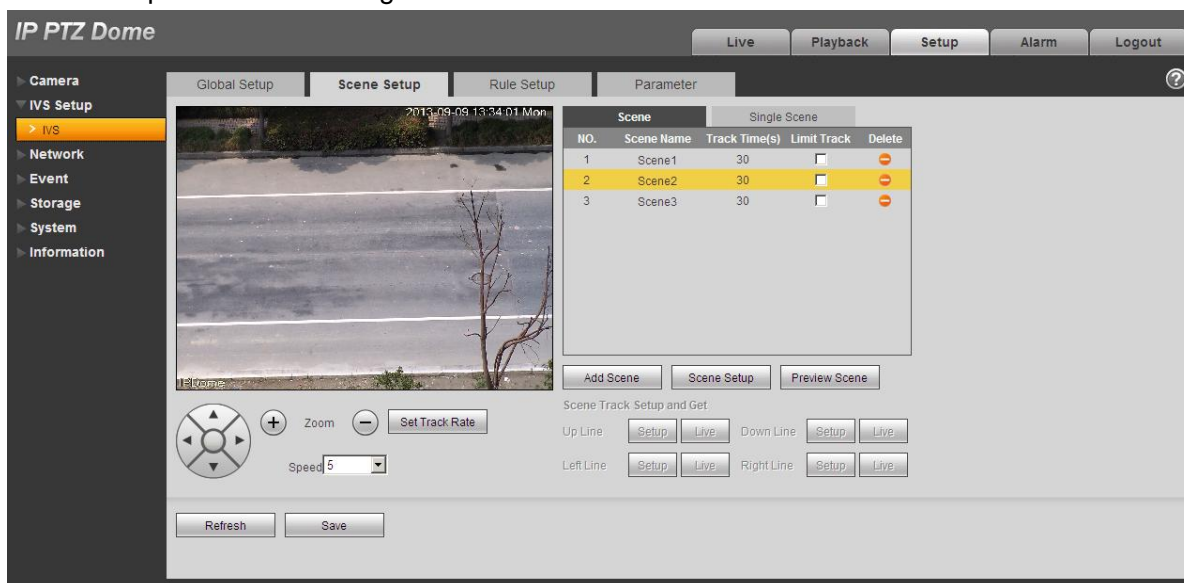 IP PTZ Dome
Live Playback Setup Alarm Logout
Camera
IVS Setup
> IVS
Network
Event
Storage
System
Information
Global Setup Scene Setup Rule Setup Parameter
2013-09-09 13:34:01 Mon
IPDome
Zoom Set Track Rate
Speed 5
Scene Single Scene
NO. Scene Name Track Time(s) Limit Track Delete
1 Scene1 30
2 Scene2 30
3 Scene3 30
Add Scene Scene Setup Preview Scene
Scene Track Setup and Get
Up Line Setup Live Down Line Setup Live
Left Line Setup Live Right Line Setup Live
Refresh Save